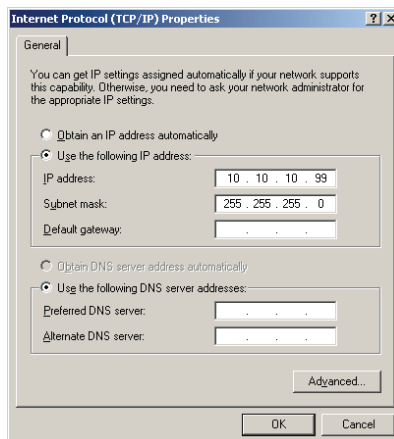 Internet Protocol (TCP/IP) Properties ? X
General
You can get IP settings assigned automatically if your network supports
this capability. Otherwise, you need to ask your network administrator for
the appropriate IP settings.
Obtain an IP address automatically
Use the following IP address:
IP address: 10 . 10 . 10 . 99
Subnet mask: 255 . 255 . 255 . 0
Default gateway: . . .
Obtain DNS server address automatically
Use the following DNS server addresses:
Preferred DNS server: . . .
Alternate DNS server: . . .
Advanced...
OK Cancel